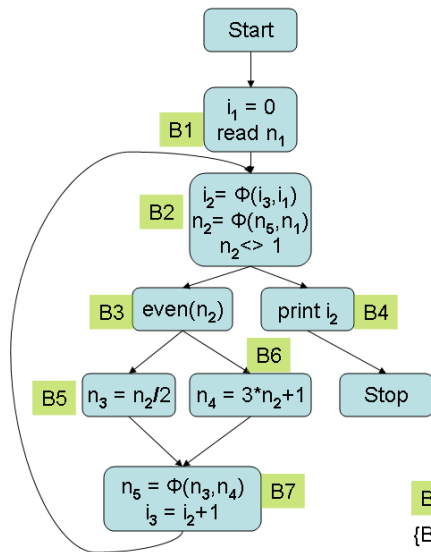 Start
B1
i₁ = 0
read n₁
B2
i₂= Φ(i₃,i₁)
n₂= Φ(n₅,n₁)
n₂<> 1
B3
even(n₂)
print i₂
B4
B6
B5
n₃ = n₂/2
n₄ = 3*n₂+1
Stop
n₅ = Φ(n₃,n₄)
i₃ = i₂+1
B7
B
{B